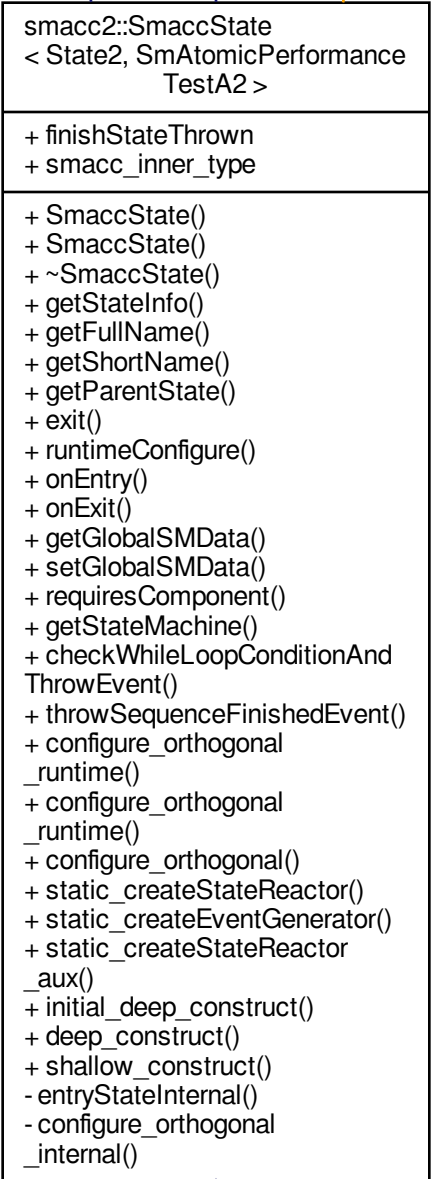 smacc2::SmaccState
< State2, SmAtomicPerformance
TestA2 >
+ finishStateThrown
+ smacc_inner_type
+ SmaccState()
+ SmaccState()
+ ~SmaccState()
+ getStateInfo()
+ getFullName()
+ getShortName()
+ getParentState()
+ exit()
+ runtimeConfigure()
+ onEntry()
+ onExit()
+ getGlobalSMData()
+ setGlobalSMData()
+ requiresComponent()
+ getStateMachine()
+ checkWhileLoopConditionAnd
ThrowEvent()
+ throwSequenceFinishedEvent()
+ configure_orthogonal
_runtime()
+ configure_orthogonal
_runtime()
+ configure_orthogonal()
+ static_createStateReactor()
+ static_createEventGenerator()
+ static_createStateReactor
_aux()
+ initial_deep_construct()
+ deep_construct()
+ shallow_construct()
- entryStateInternal()
- configure_orthogonal
_internal()